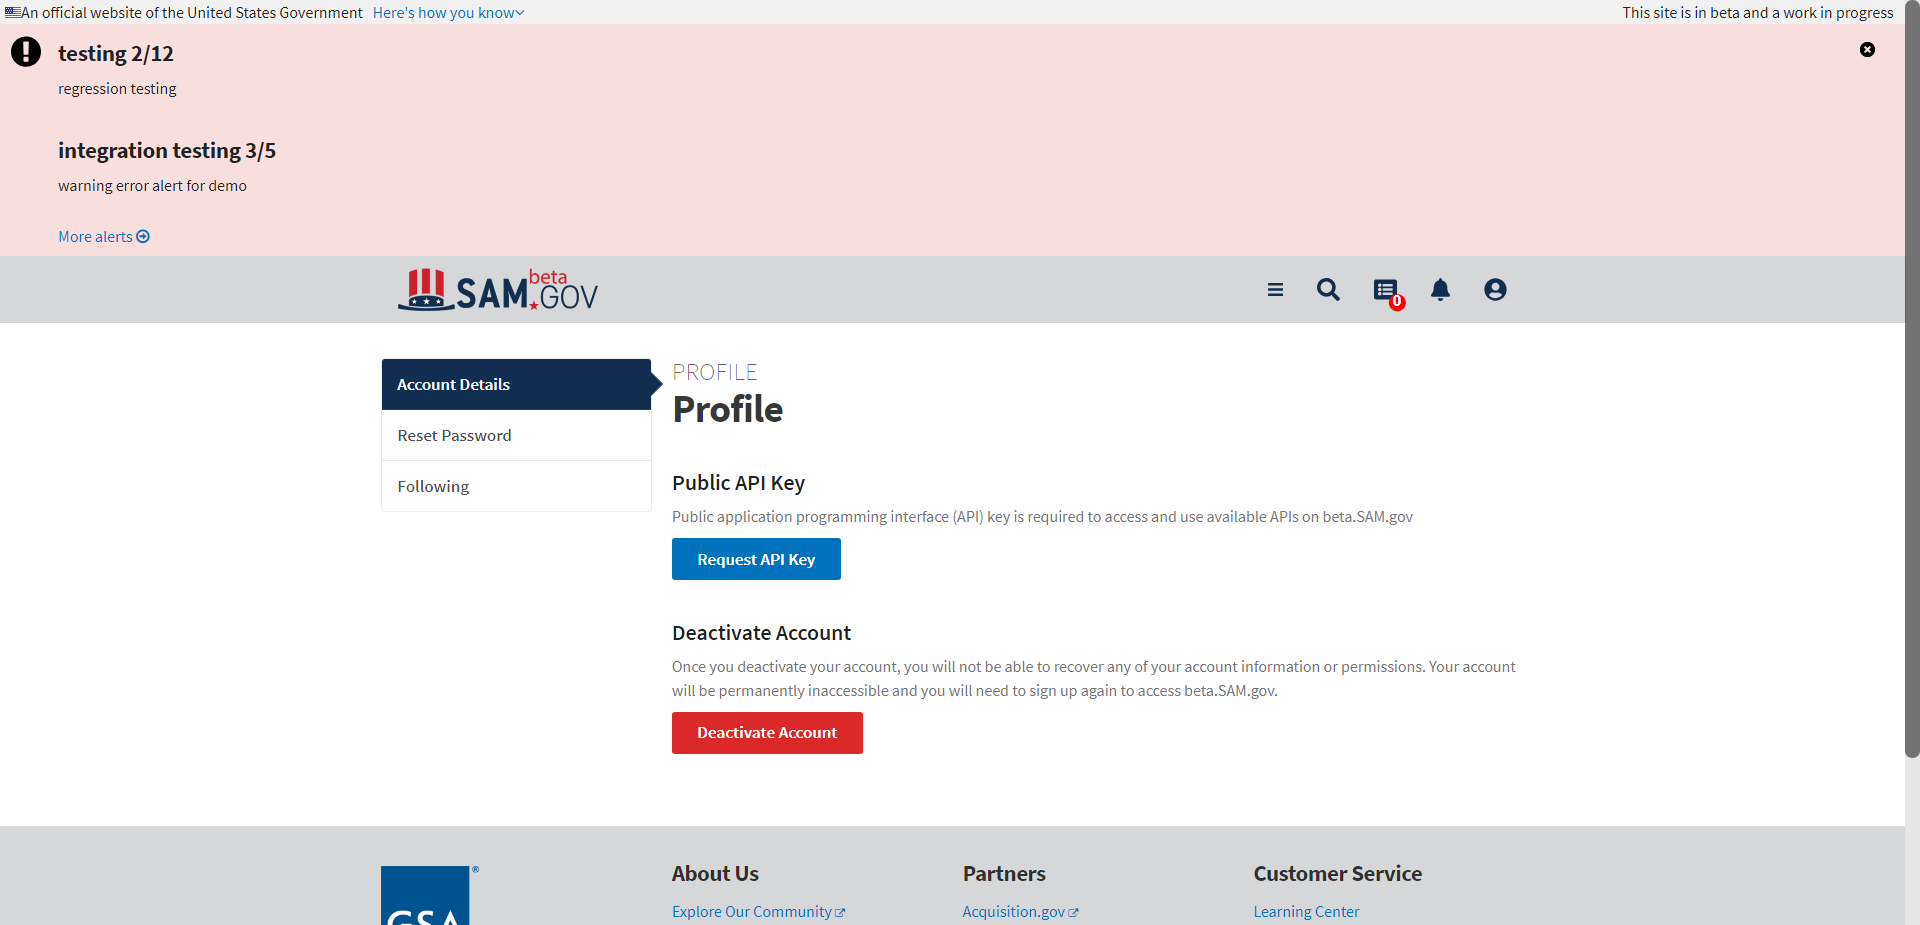 An official website of the United States Government Here's how you know
This site is in beta and a work in progress
testing 2/12
regression testing
integration testing 3/5
warning error alert for demo
More alerts
SAM beta .GOV
0
Account Details
Reset Password
Following
PROFILE
Profile
Public API Key
Public application programming interface (API) key is required to access and use available APIs on beta.SAM.gov
Request API Key
Deactivate Account
Once you deactivate your account, you will not be able to recover any of your account information or permissions. Your account
will be permanently inaccessible and you will need to sign up again to access beta.SAM.gov.
Deactivate Account
GSA ®
About Us
Explore Our Community
Partners
Acquisition.gov
Customer Service
Learning Center